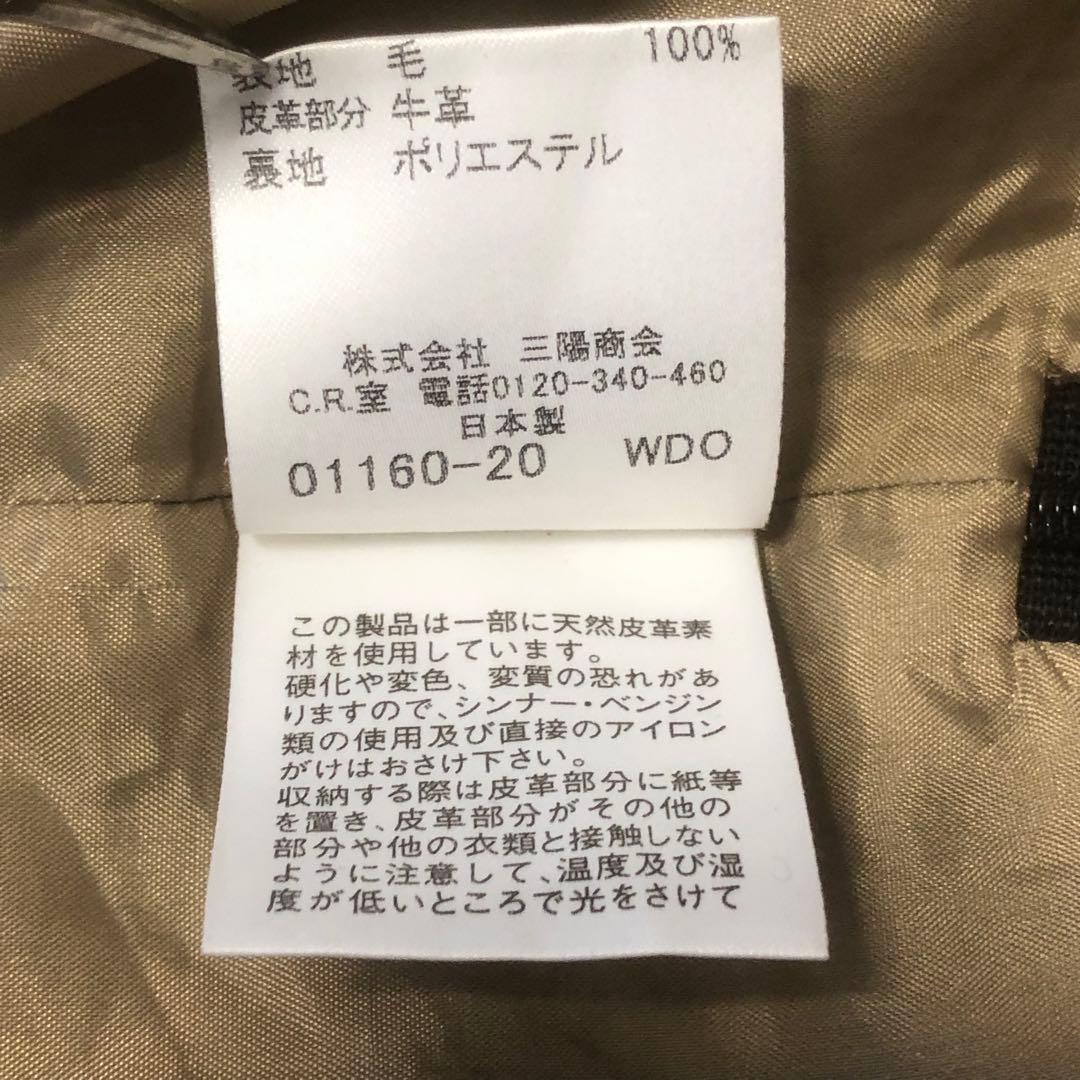 表地 毛 100%
皮革部分 牛革
裏地 ポリエステル
株式会社 三陽商会
C.R.室 電話0120-340-460
日本製
01160-20 WDO
この製品は一部に天然皮革素
材を使用しています。
硬化や変色、変質の恐れがあ
りますので、シンナー・ベンジン
類の使用及び直接のアイロン
がけはおさけ下さい。
収納する際は皮革部分に紙等
を置き、皮革部分がその他の
部分や他の衣類と接触しない
ように注意して、温度及び湿
度が低いところで光をさけて